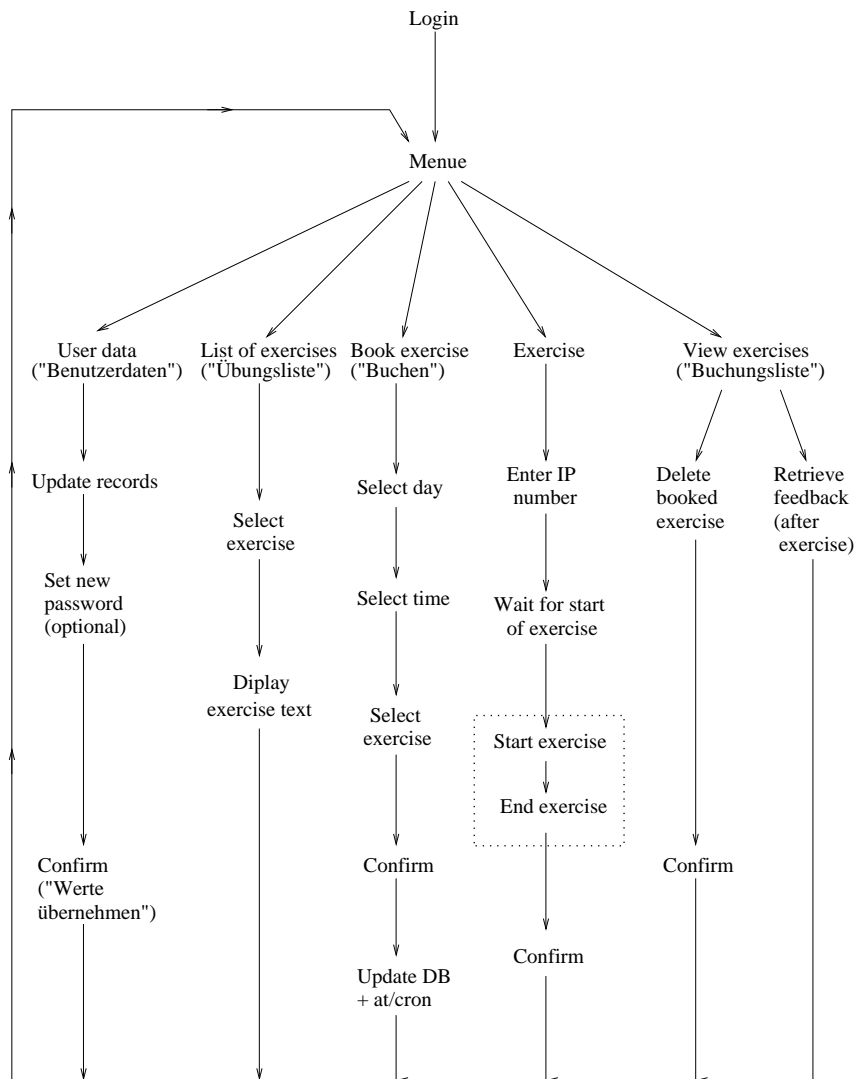 Login
Menue
User data
("Benutzerdaten")
List of exercises
("Übungsliste")
Book exercise
("Buchen")
Exercise
View exercises
("Buchungsliste")
Update records
Set new
password
(optional)
Confirm
("Werte
übernehmen")
Select
exercise
Diplay
exercise text
Select day
Select time
Select
exercise
Confirm
Update DB
+ at/cron
Enter IP
number
Wait for start
of exercise
Start exercise
End exercise
Confirm
Delete
booked
exercise
Confirm
Retrieve
feedback
(after
exercise)